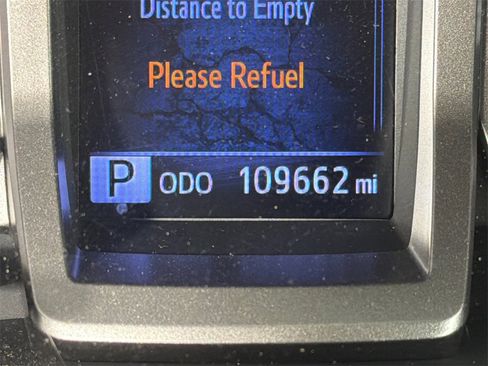 Distance to Empty
Please Refuel
P ODO 109662 mi